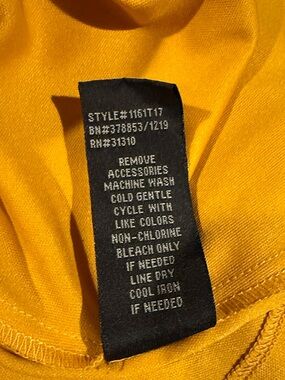 STYLE# 1161T17
BN#378853/1219
RN#31310
REMOVE
ACCESSORIES
MACHINE WASH
COLD GENTLE
CYCLE WITH
LIKE COLORS
NON-CHLORINE
BLEACH ONLY
IF NEEDED
LINE DRY
COOL IRON
IF NEEDED